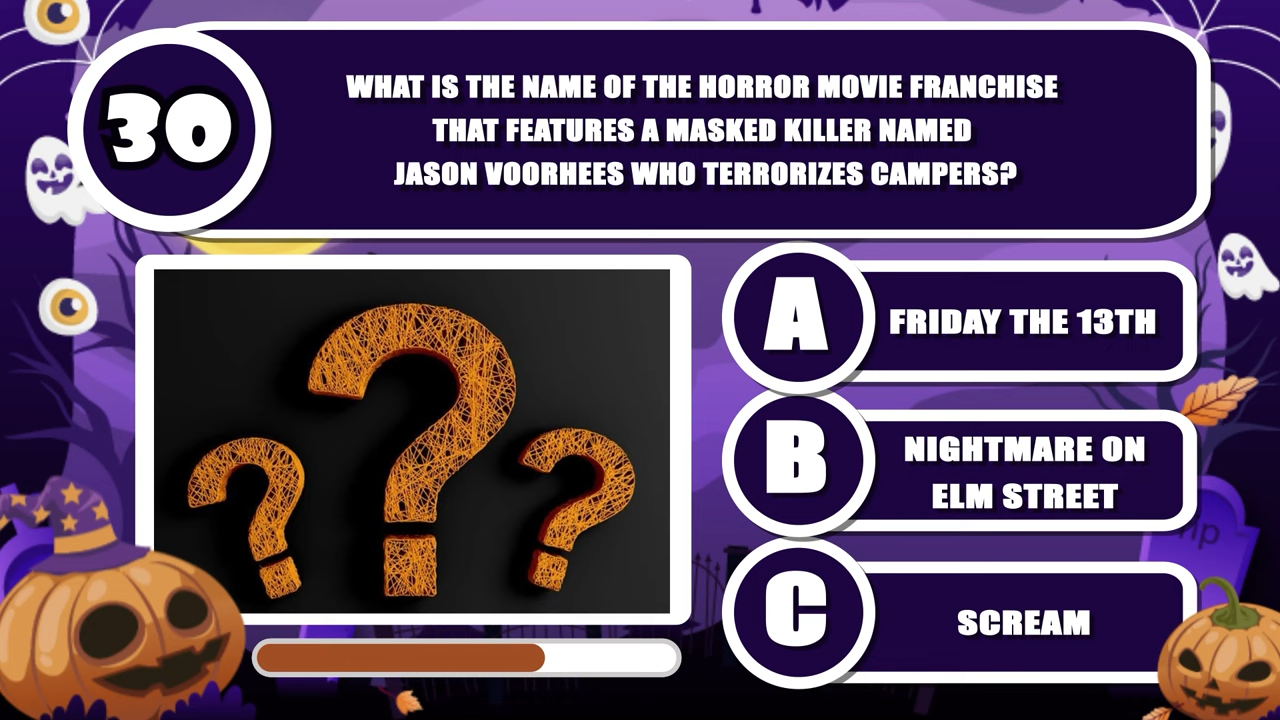 30
WHAT IS THE NAME OF THE HORROR MOVIE FRANCHISE
THAT FEATURES A MASKED KILLER NAMED
JASON VOORHEES WHO TERRORIZES CAMPERS?
A
FRIDAY THE 13TH
B
NIGHTMARE ON
ELM STREET
C
SCREAM